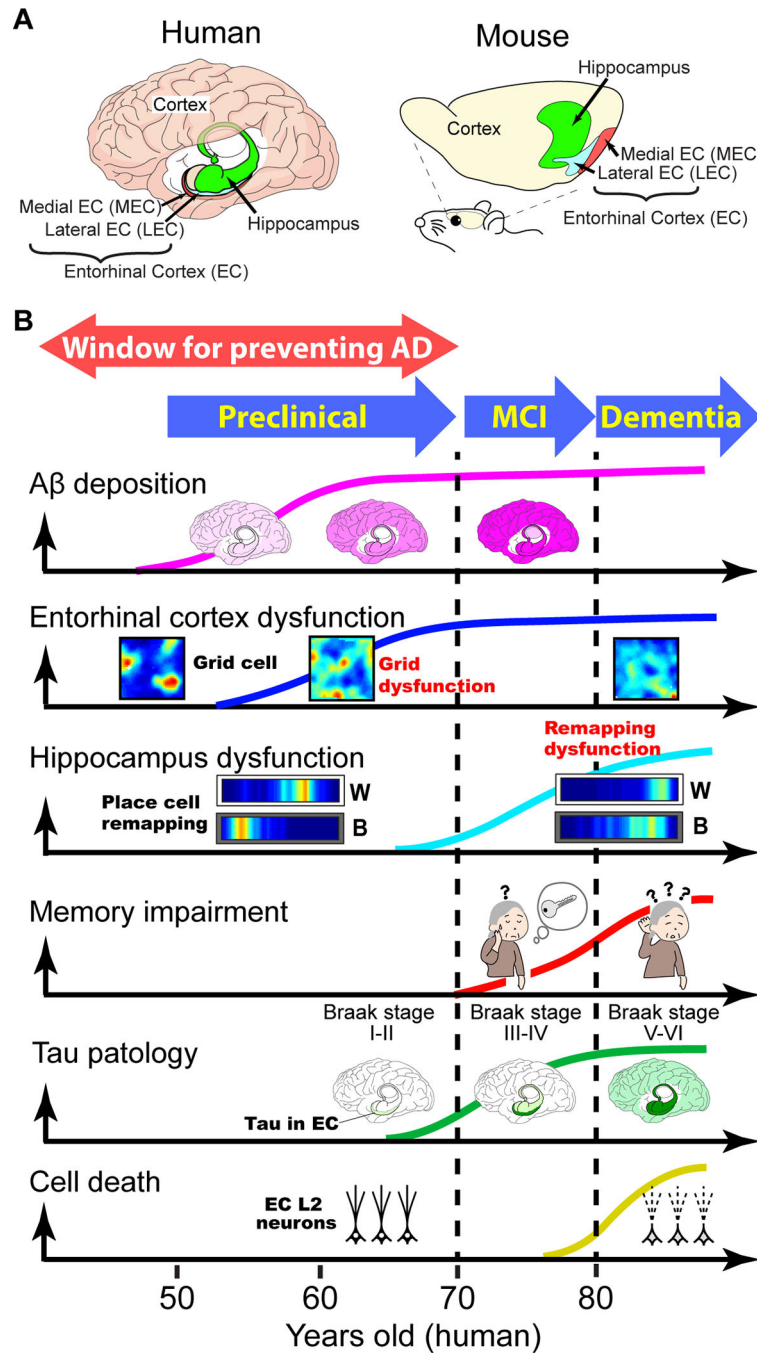 A
Human
Cortex
Medial EC (MEC)
Lateral EC (LEC)
Hippocampus
Entorhinal Cortex (EC)
Mouse
Hippocampus
Cortex
Medial EC (MEC)
Lateral EC (LEC)
Entorhinal Cortex (EC)
B
Window for preventing AD
Preclinical
MCI
Dementia
Aβ deposition
Entorhinal cortex dysfunction
Grid cell
Grid
dysfunction
Hippocampus dysfunction
Remapping
dysfunction
Place cell
remapping
W
B
W
B
Memory impairment
?
? ? ?
Braak stage
I-II
Braak stage
III-IV
Braak stage
V-VI
Tau patology
Tau in EC
Cell death
EC L2
neurons
50
60
70
80
Years old (human)